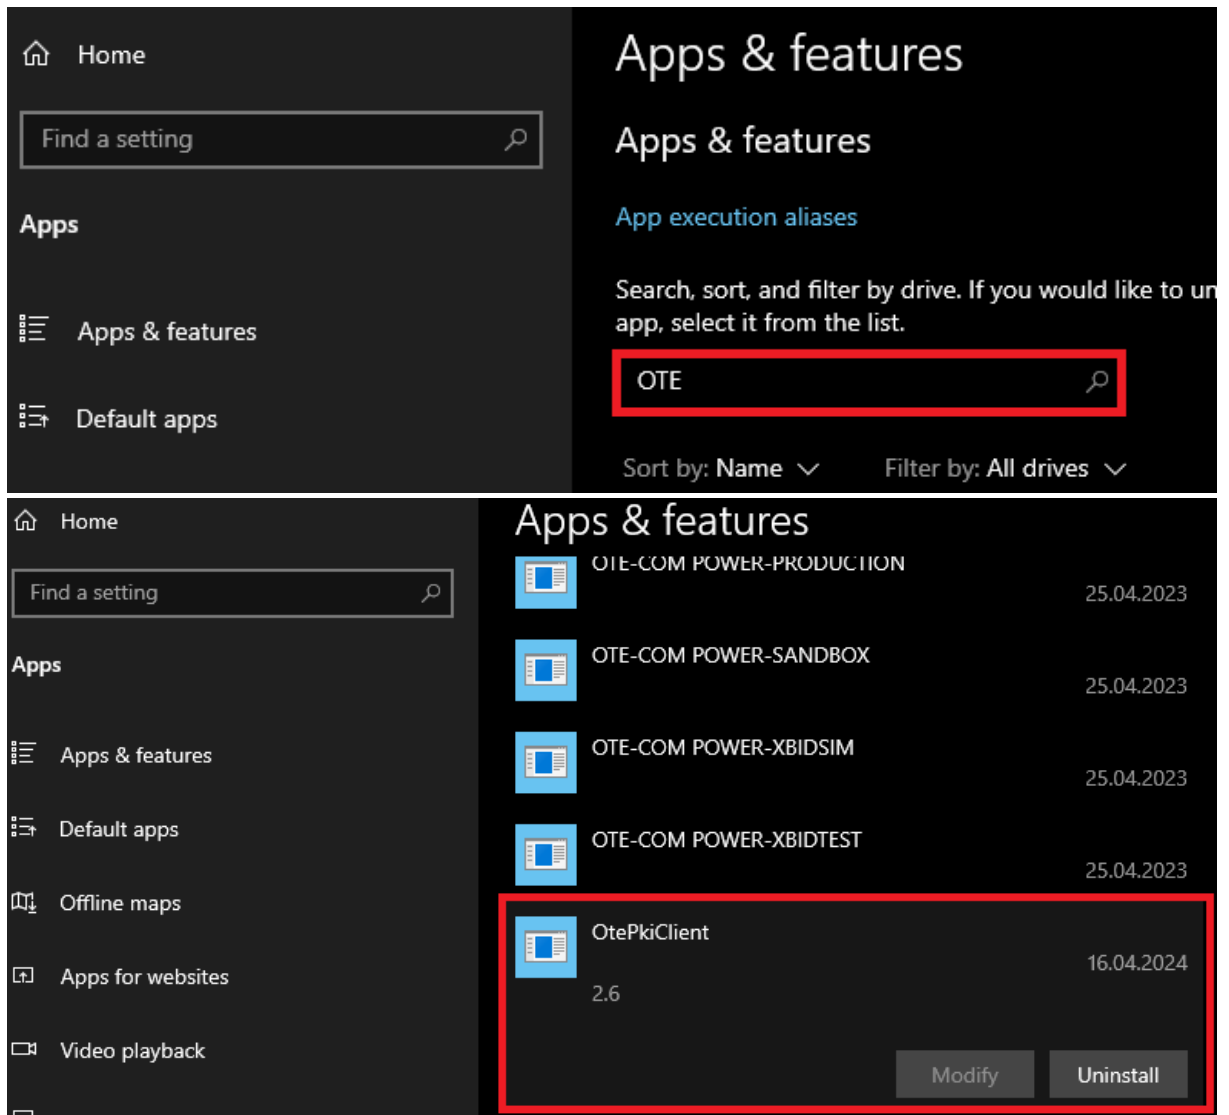 Home
Find a setting
Apps
Apps & features
Default apps
Apps & features
Apps & features
App execution aliases
Search, sort, and filter by drive. If you would like to un
app, select it from the list.
OTE
Sort by: Name Filter by: All drives
Home
Find a setting
Apps
Apps & features
Default apps
Offline maps
Apps for websites
Video playback
Apps & features
OTE-COM POWER-PRODUCTION
25.04.2023
OTE-COM POWER-SANDBOX
25.04.2023
OTE-COM POWER-XBIDSIM
25.04.2023
OTE-COM POWER-XBIDTEST
25.04.2023
OtePkiClient
16.04.2024
2.6
Modify Uninstall